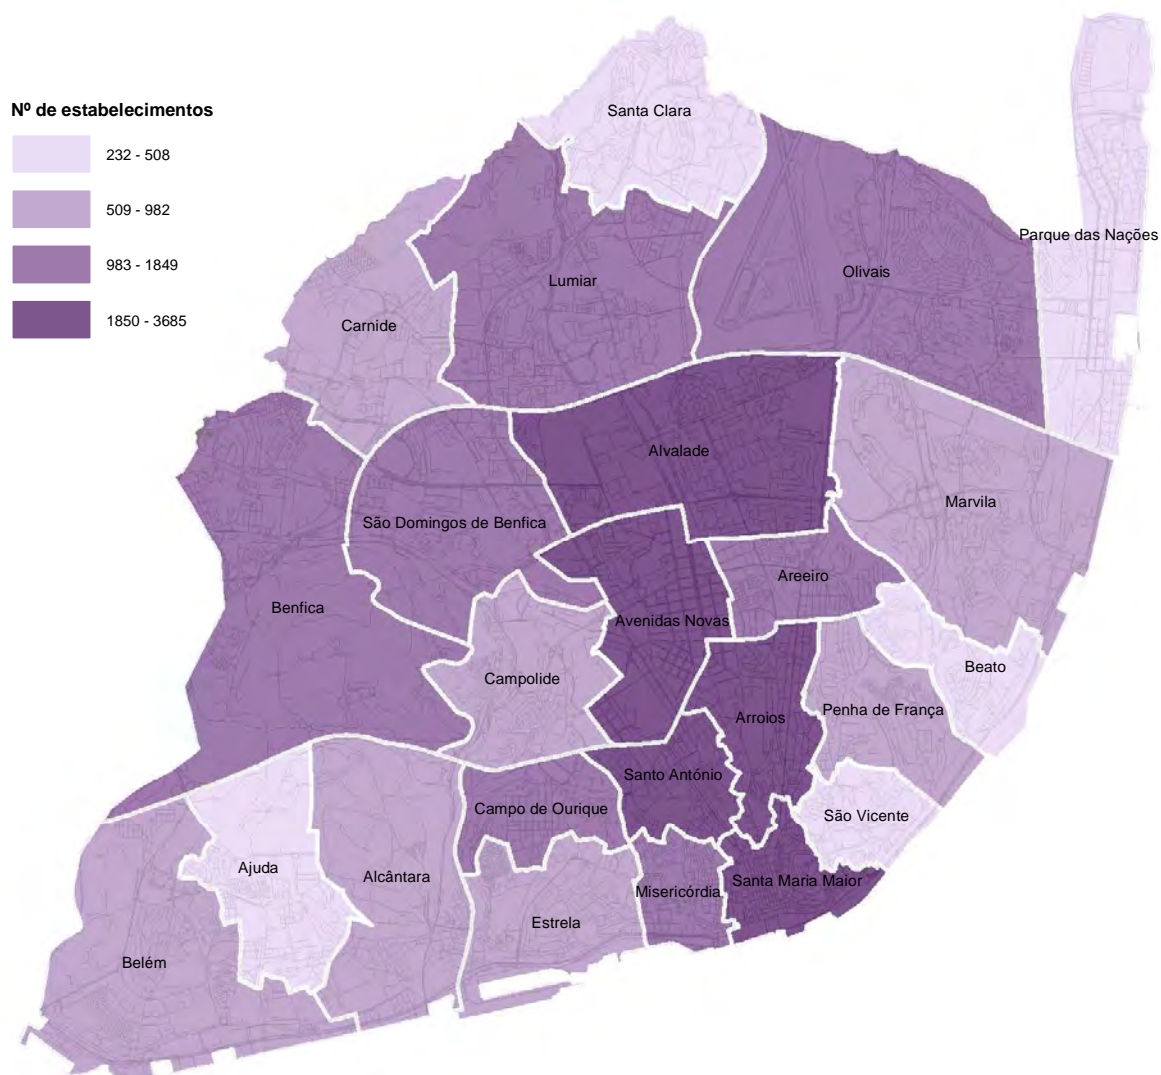 Nº de estabelecimentos
232 - 508
509 - 982
983 - 1849
1850 - 3685
Santa Clara
Parque das Nações
Olivais
Lumiar
Carnide
Alvalade
Marvila
São Domingos de Benfica
Areeiro
Benfica
Avenidas Novas
Beato
Campolide
Penha de França
Arroios
Santo António
Campo de Ourique
São Vicente
Ajuda
Alcântara
Santa Maria Maior
Misericórdia
Estrela
Belém